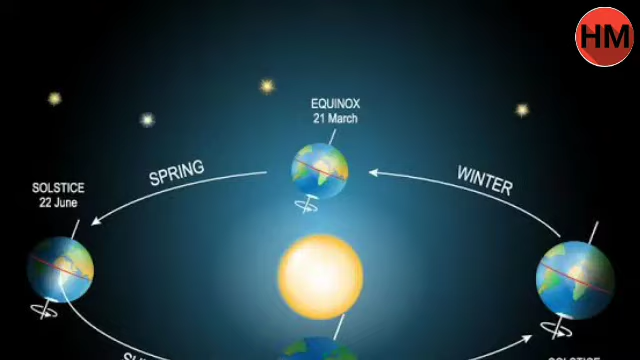 HM
EQUINOX
21 March
SPRING
WINTER
SOLSTICE
22 June